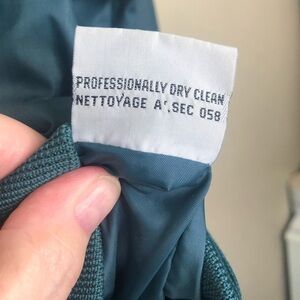 PROFESSIONALLY DRY CLEAN
NETTOYAGE A'.SEC 058